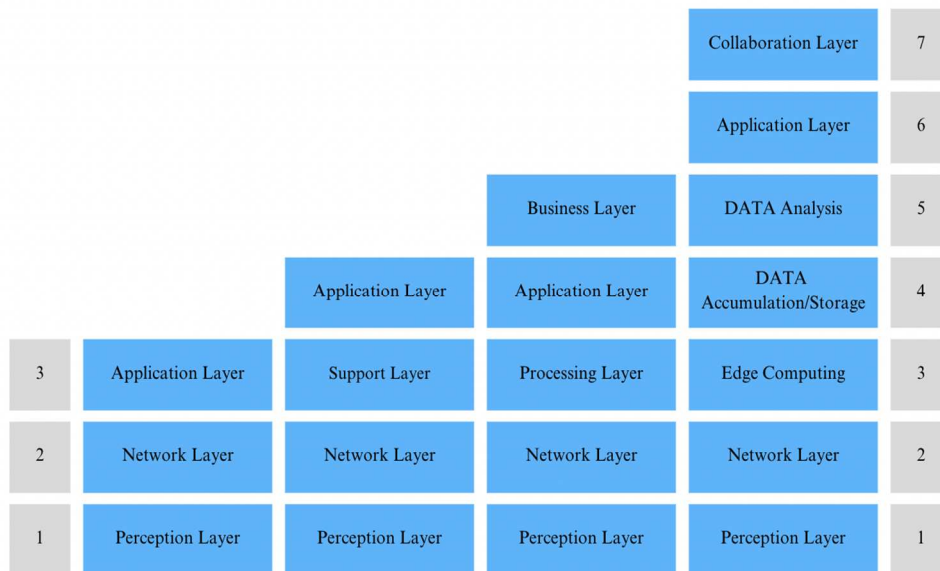 Collaboration Layer 7
Application Layer 6
Business Layer DATA Analysis 5
Application Layer Application Layer DATA
Accumulation/Storage 4
3 Application Layer Support Layer Processing Layer Edge Computing 3
2 Network Layer Network Layer Network Layer Network Layer 2
1 Perception Layer Perception Layer Perception Layer Perception Layer 1